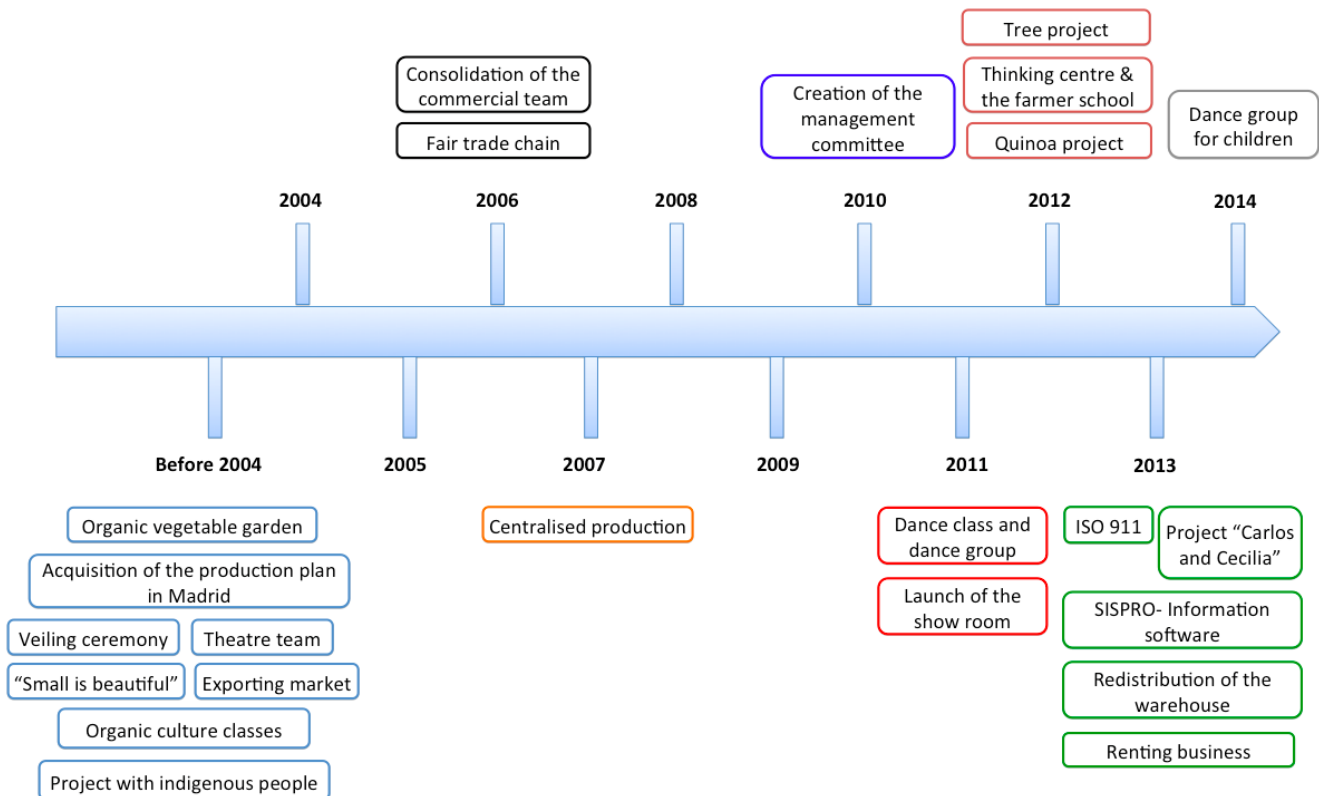 Tree project
Consolidation of the
commercial team
Thinking centre &
the farmer school
Creation of the
management
committee
Dance group
for children
Fair trade chain
Quinoa project
2004
2006
2008
2010
2012
2014
Before 2004
2005
2007
2009
2011
2013
Organic vegetable garden
Acquisition of the production plan
in Madrid
Veiling ceremony
Theatre team
“Small is beautiful”
Exporting market
Organic culture classes
Project with indigenous people
Centralised production
Dance class and
dance group
Launch of the
show room
ISO 911
Project “Carlos
and Cecilia”
SISPRO- Information
software
Redistribution of the
warehouse
Renting business